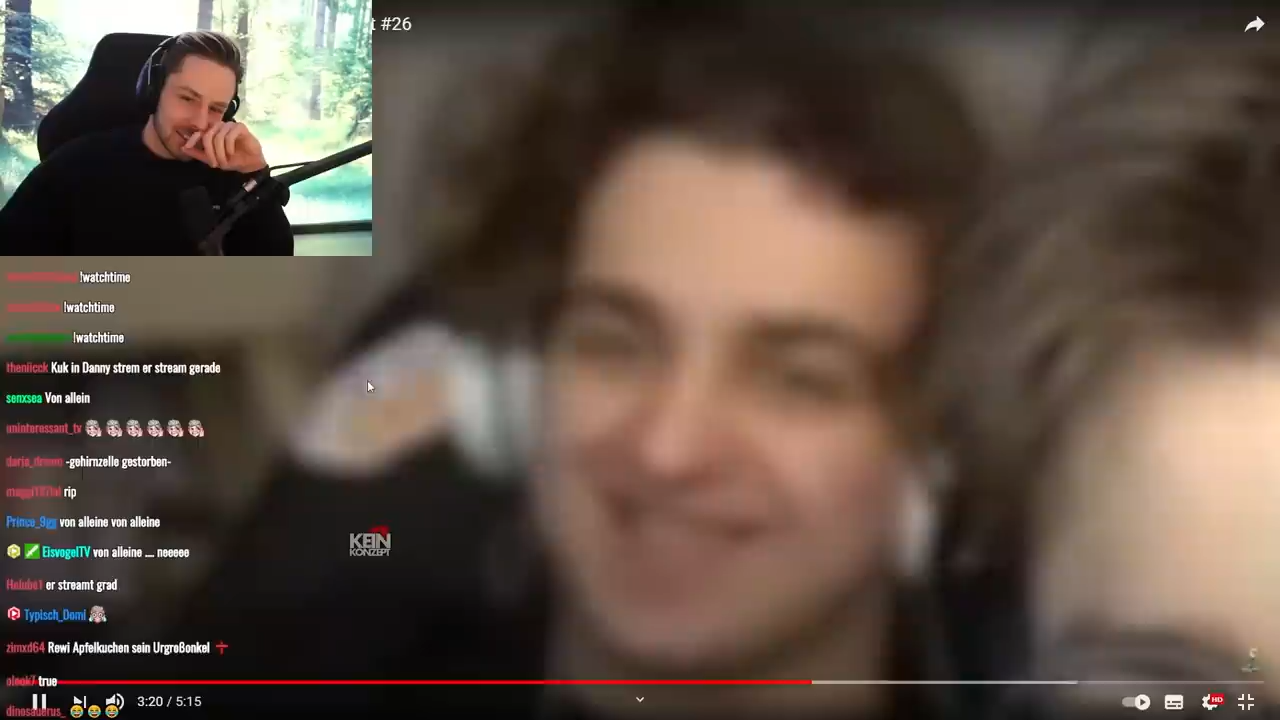 t #26
!watchtime
!watchtime
!watchtime
theniicck Kuk in Danny strem er stream gerade
senxsea Von allein
uninteressant_tv
-gehirnzelle gestorben-
rip
Prince_9gg von alleine von alleine
EisvogelTV von alleine .... neeeee
er streamt grad
Typisch_Domi
zimxd64 Rewi Apfelkuchen sein Urgroßonkel
true
dinosauerus_
KEIN
KONZEPT
3:20 / 5:15
HD